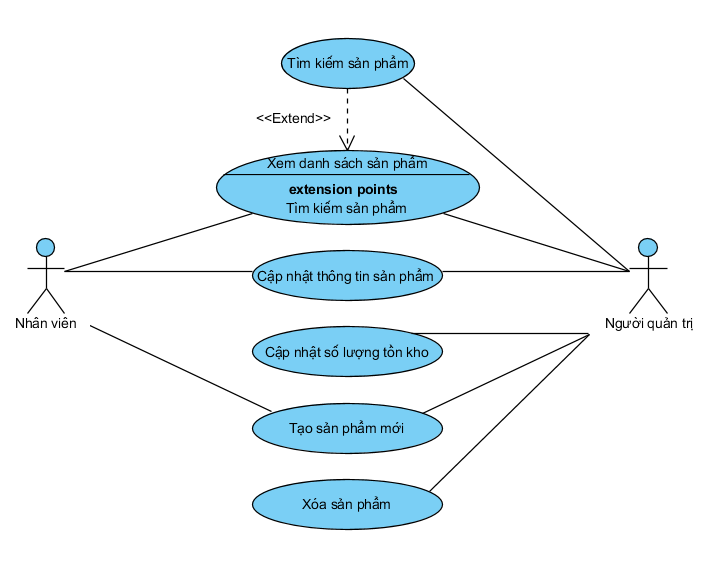 Tìm kiếm sản phẩm
<<Extend>>
Xem danh sách sản phẩm
extension points
Tìm kiếm sản phẩm
Cập nhật thông tin sản phẩm
Nhân viên
Người quản trị
Cập nhật số lượng tồn kho
Tạo sản phẩm mới
Xóa sản phẩm